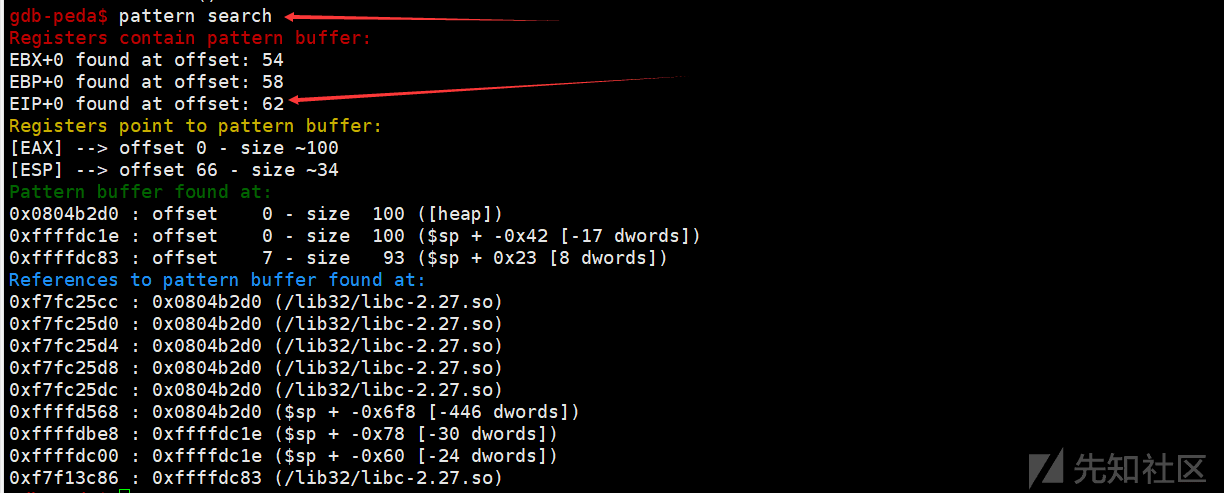 gdb-peda$ pattern search
Registers contain pattern buffer:
EBX+0 found at offset: 54
EBP+0 found at offset: 58
EIP+0 found at offset: 62
Registers point to pattern buffer:
[EAX] --> offset 0 - size ~100
[ESP] --> offset 66 - size ~34
Pattern buffer found at:
0x0804b2d0 : offset    0 - size  100 ([heap])
0xffffdc1e : offset    0 - size  100 ($sp + -0x42 [-17 dwords])
0xffffdc83 : offset    7 - size   93 ($sp + 0x23 [8 dwords])
References to pattern buffer found at:
0xf7fc25cc : 0x0804b2d0 (/lib32/libc-2.27.so)
0xf7fc25d0 : 0x0804b2d0 (/lib32/libc-2.27.so)
0xf7fc25d4 : 0x0804b2d0 (/lib32/libc-2.27.so)
0xf7fc25d8 : 0x0804b2d0 (/lib32/libc-2.27.so)
0xf7fc25dc : 0x0804b2d0 (/lib32/libc-2.27.so)
0xffffd568 : 0x0804b2d0 ($sp + -0x6f8 [-446 dwords])
0xffffdbe8 : 0xffffdc1e ($sp + -0x78 [-30 dwords])
0xffffdc00 : 0xffffdc1e ($sp + -0x60 [-24 dwords])
0xf7f13c86 : 0xffffdc83 (/lib32/libc-2.27.so)
先知社区